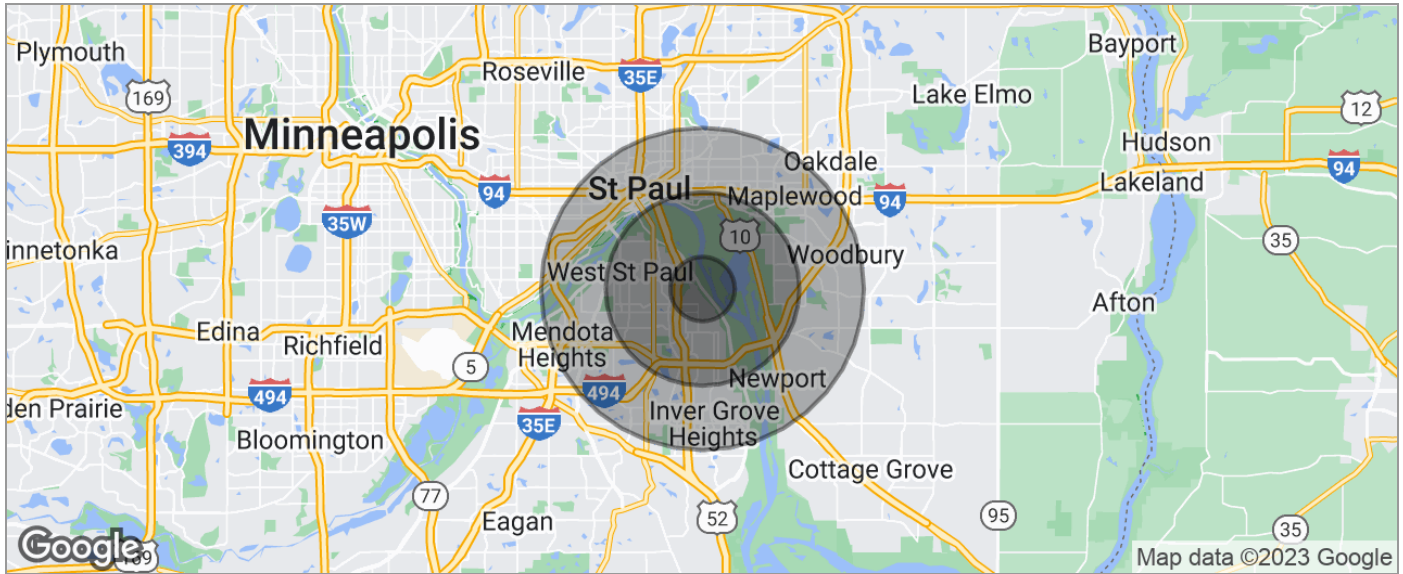 Plymouth
169
Roseville
35E
Bayport
Lake Elmo
12
Minneapolis
394
Hudson
94
Oakdale
Lakeland
94
St Paul
Maplewood
94
35W
10
35
innetonka
Woodbury
West St Paul
Afton
Edina
Richfield
Mendota
Heights
5
Newport
494
494
den Prairie
Inver Grove
Heights
35E
Bloomington
Cottage Grove
77
Eagan
52
95
35
Google
169
Map data ©2023 Google